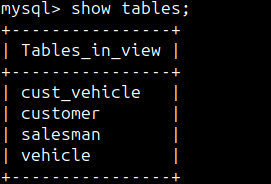 mysql> show tables;
+----------------+
| Tables_in_view |
+----------------+
| cust_vehicle   |
| customer       |
| salesman       |
| vehicle        |
+----------------+